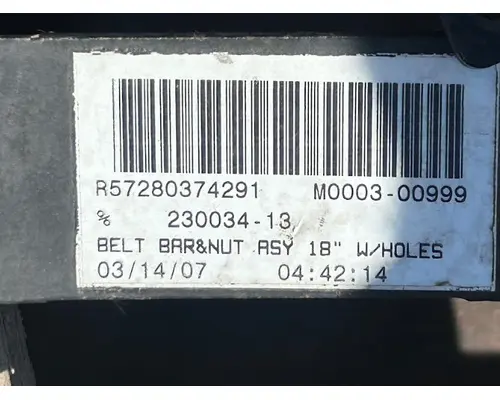 R57280374291 M0003-00999
% 230034-13
BELT BAR&NUT ASY 18" W/HOLES
03/14/07 04:42:14